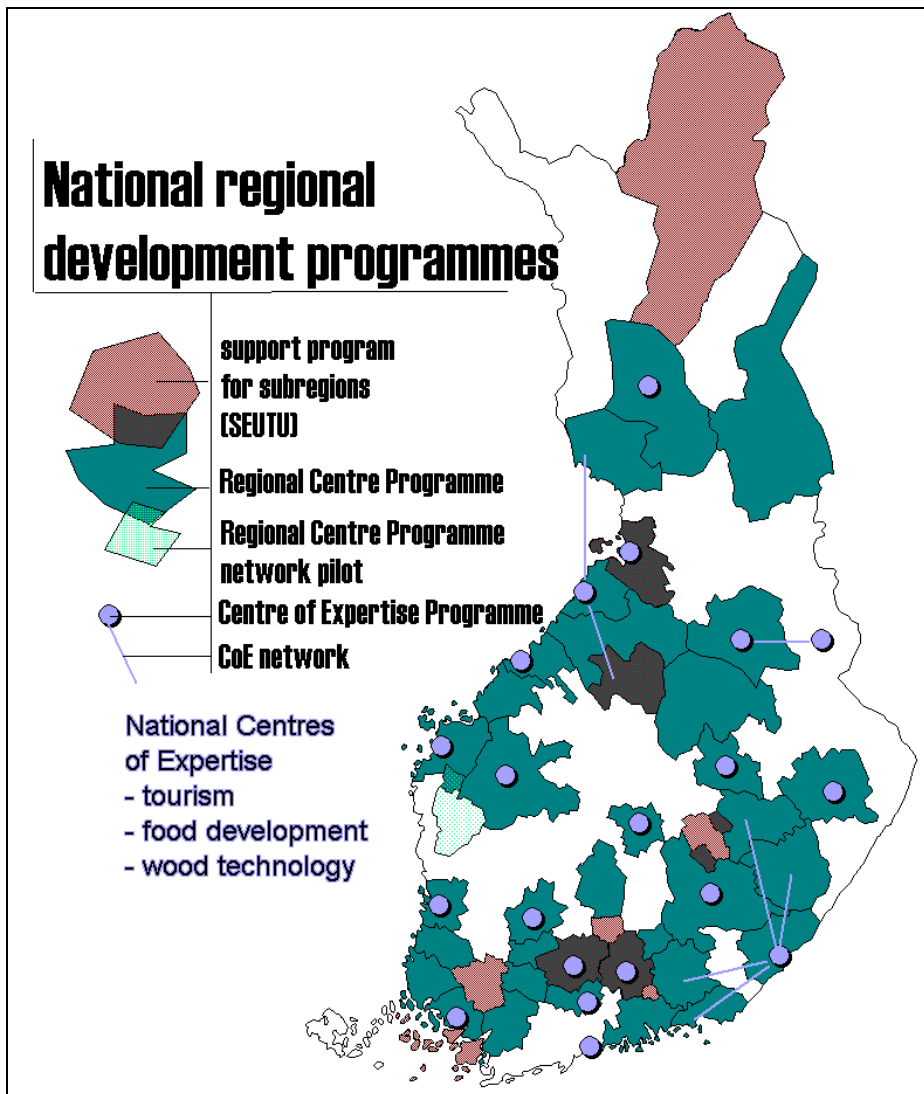 National regional
development programmes
support program
for subregions
(SEUTU)
Regional Centre Programme
Regional Centre Programme
network pilot
Centre of Expertise Programme
CoE network
National Centres
of Expertise
- tourism
- food development
- wood technology